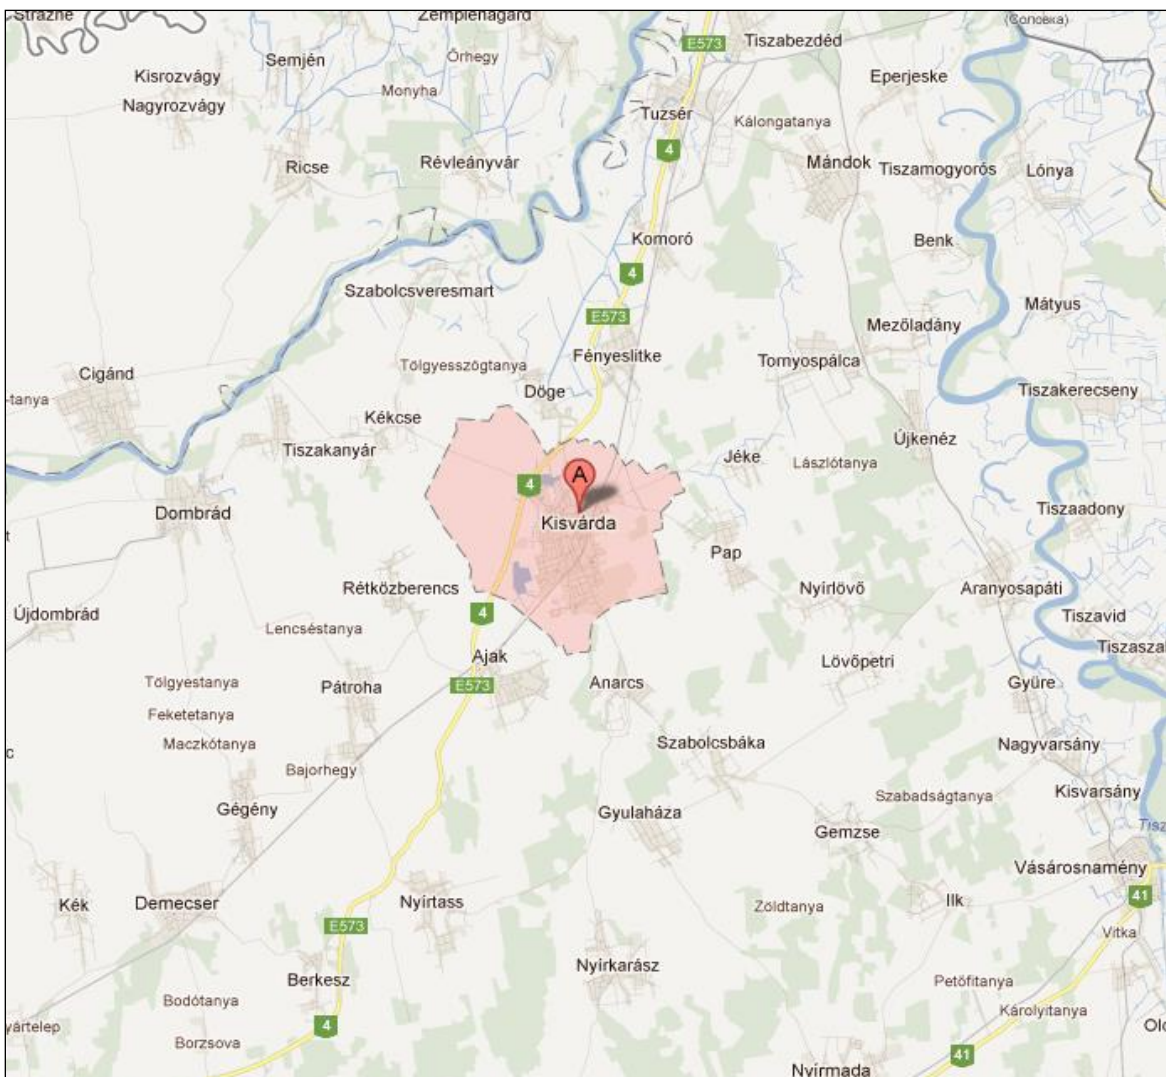 Strážne
Zemplénagárd
E573
(Соловка)
Tiszabezdéd
Semjén
Őrhegy
Kisrozvágy
Eperjeske
Monyha
Nagyrozvágy
Tuzsér
Kálongatanya
4
Ricse
Révleányvár
Mándok
Tiszamogyorós
Lónya
Komoró
Benk
4
Szabolcsveresmart
Mátyus
E573
Mezőladány
Fényeslitke
Tornyospálca
Tölgyesszögtanya
Cigánd
Döge
Tiszakerecseny
-tanya
Kékcse
Tiszakanyár
Újkenéz
Jéke
Lászlótanya
A
4
Dombrád
Tiszaadony
Kisvárda
t
Pap
Rétközberencs
Nyírlövő
Aranyosapáti
Újdombrád
4
Tiszavid
Lencséstanya
Tiszaszal
Ajak
Lövőpetri
Tölgyestanya
Pátroha
E573
Anarcs
Gyüre
Feketetanya
Maczkótanya
Szabolcsbáka
Nagyvarsány
c
Bajorhegy
Kisvarsány
Szabadságtanya
Gégény
Gyulaháza
Tisz
Gemzse
Vásárosnamény
41
Kék
Demecser
Nyírtass
Zöldtanya
Ilk
E573
Vitka
Nyírkarász
Berkesz
Petőfitanya
Bodótanya
Károlyitanya
yártelep
4
Old
Borzsova
41
Nyírmada